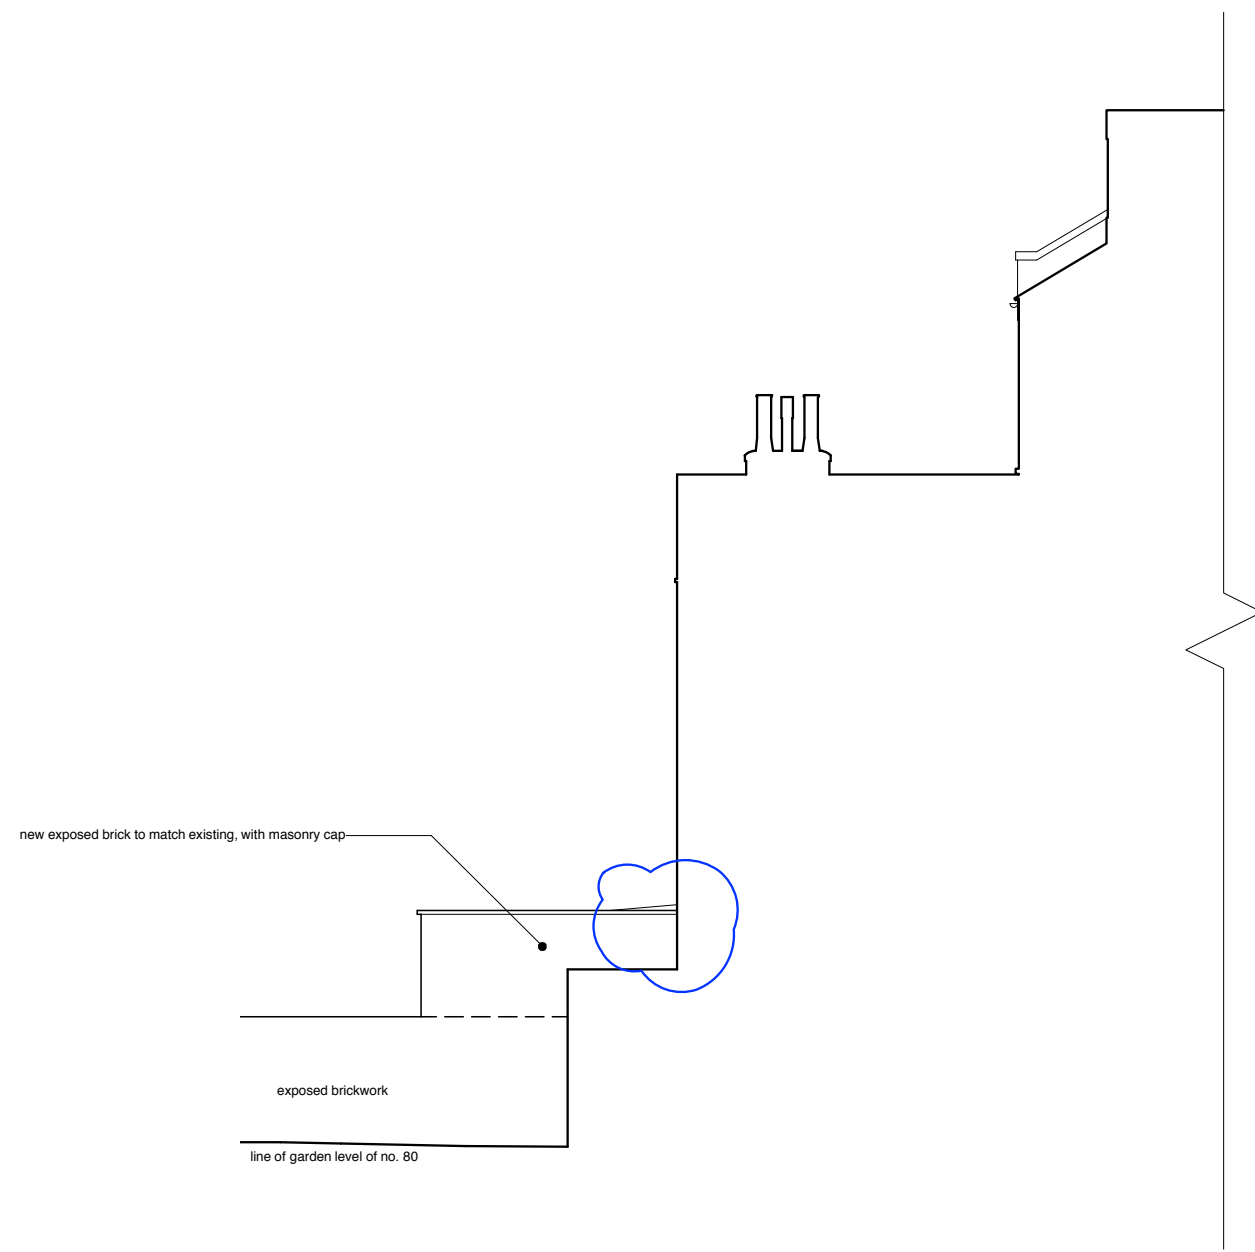 new exposed brick to match existing, with masonry cap
exposed brickwork
line of garden level of no. 80